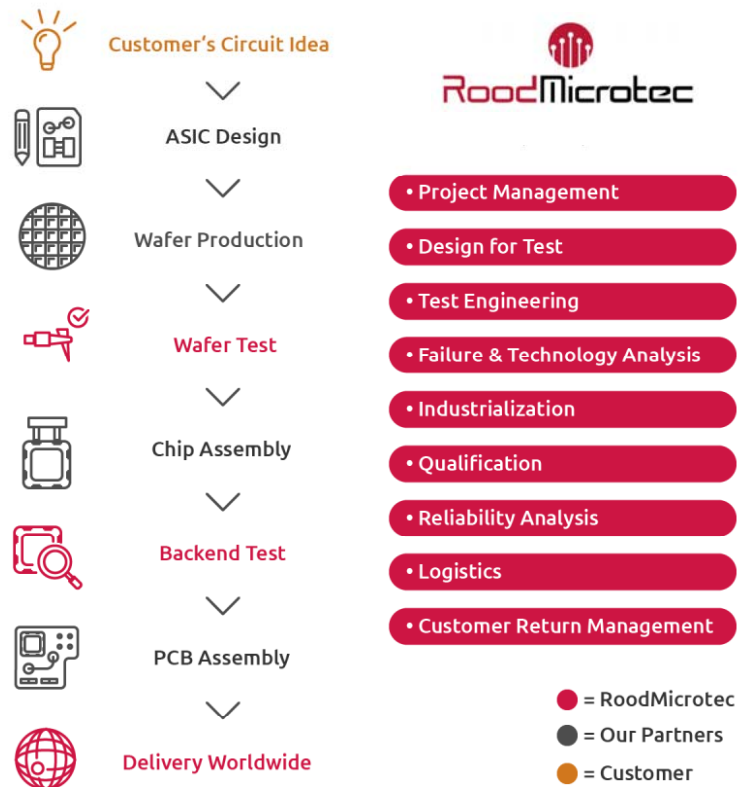 Customer's Circuit Idea
ASIC Design
Wafer Production
Wafer Test
Chip Assembly
Backend Test
PCB Assembly
Delivery Worldwide
RoodMicrotec
• Project Management
• Design for Test
• Test Engineering
• Failure & Technology Analysis
• Industrialization
• Qualification
• Reliability Analysis
• Logistics
• Customer Return Management
= RoodMicrotec
= Our Partners
= Customer